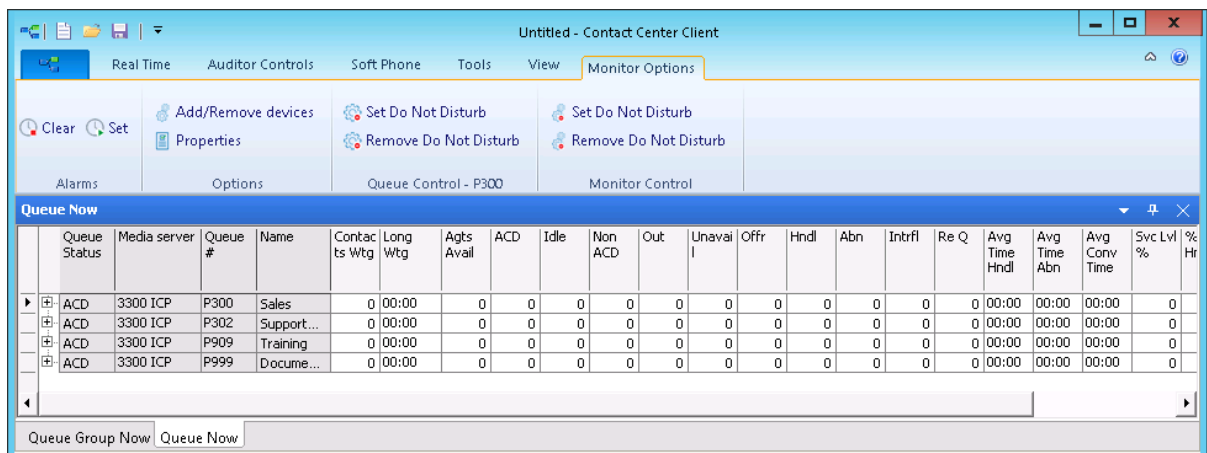 Untitled - Contact Center Client
Real Time Auditor Controls Soft Phone Tools View Monitor Options
Clear Set
Add/Remove devices
Properties
Set Do Not Disturb
Remove Do Not Disturb
Set Do Not Disturb
Remove Do Not Disturb
Alarms Options Queue Control - P300 Monitor Control
Queue Now
Queue Status Media server Queue # Name Contac ts Wtg Long Wtg Agts Avail ACD Idle Non ACD Out Unavai l Offr Hndl Abn Intrfl Re Q Avg Time Hndl Avg Time Abn Avg Conv Time Svc Lvl % % Hr
ACD 3300 ICP P300 Sales 0 00:00 0 0 0 0 0 0 0 0 0 0 0 00:00 00:00 00:00 0
ACD 3300 ICP P302 Support... 0 00:00 0 0 0 0 0 0 0 0 0 0 0 00:00 00:00 00:00 0
ACD 3300 ICP P909 Training 0 00:00 0 0 0 0 0 0 0 0 0 0 0 00:00 00:00 00:00 0
ACD 3300 ICP P999 Docume... 0 00:00 0 0 0 0 0 0 0 0 0 0 0 00:00 00:00 00:00 0
Queue Group Now Queue Now